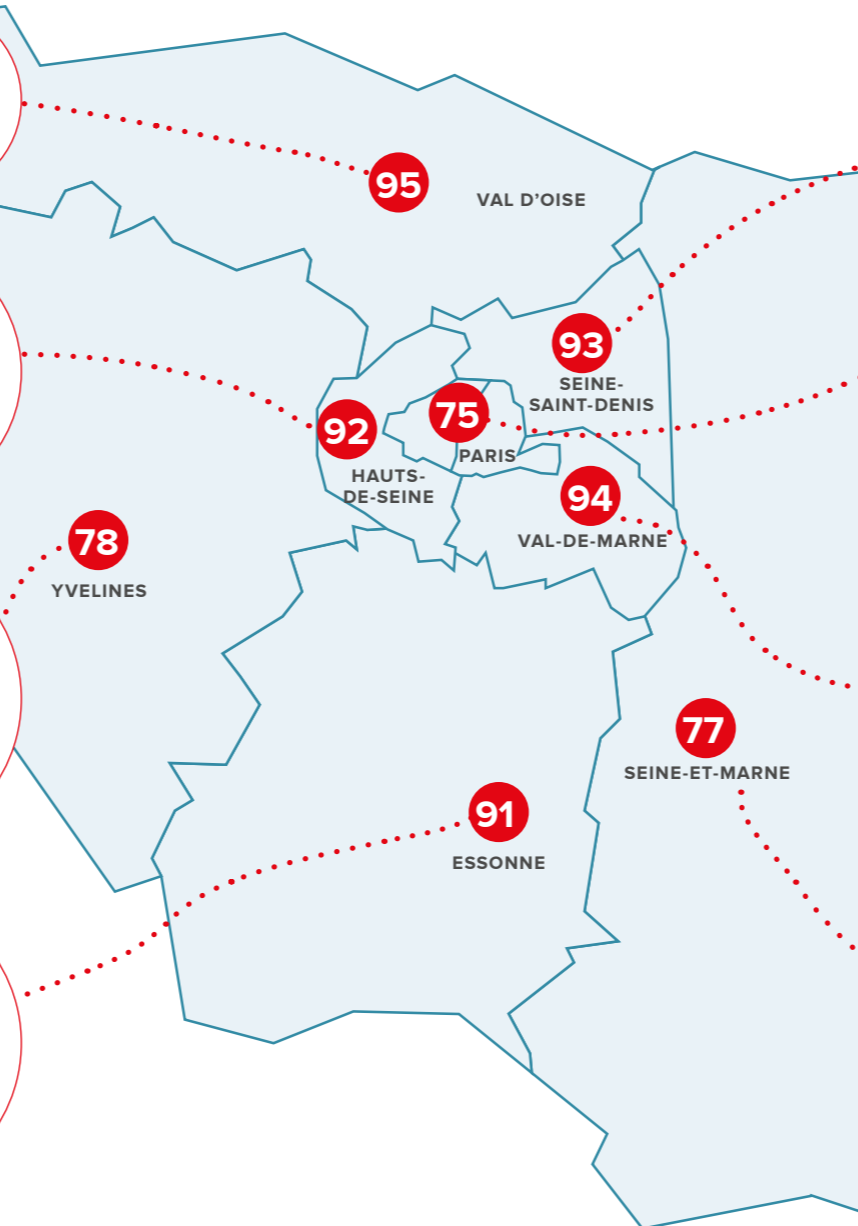 95
VAL D'OISE
93
SEINE-
SAINT-DENIS
75
PARIS
92
HAUTS-
DE-SEINE
94
VAL-DE-MARNE
78
YVELINES
77
SEINE-ET-MARNE
91
ESSONNE